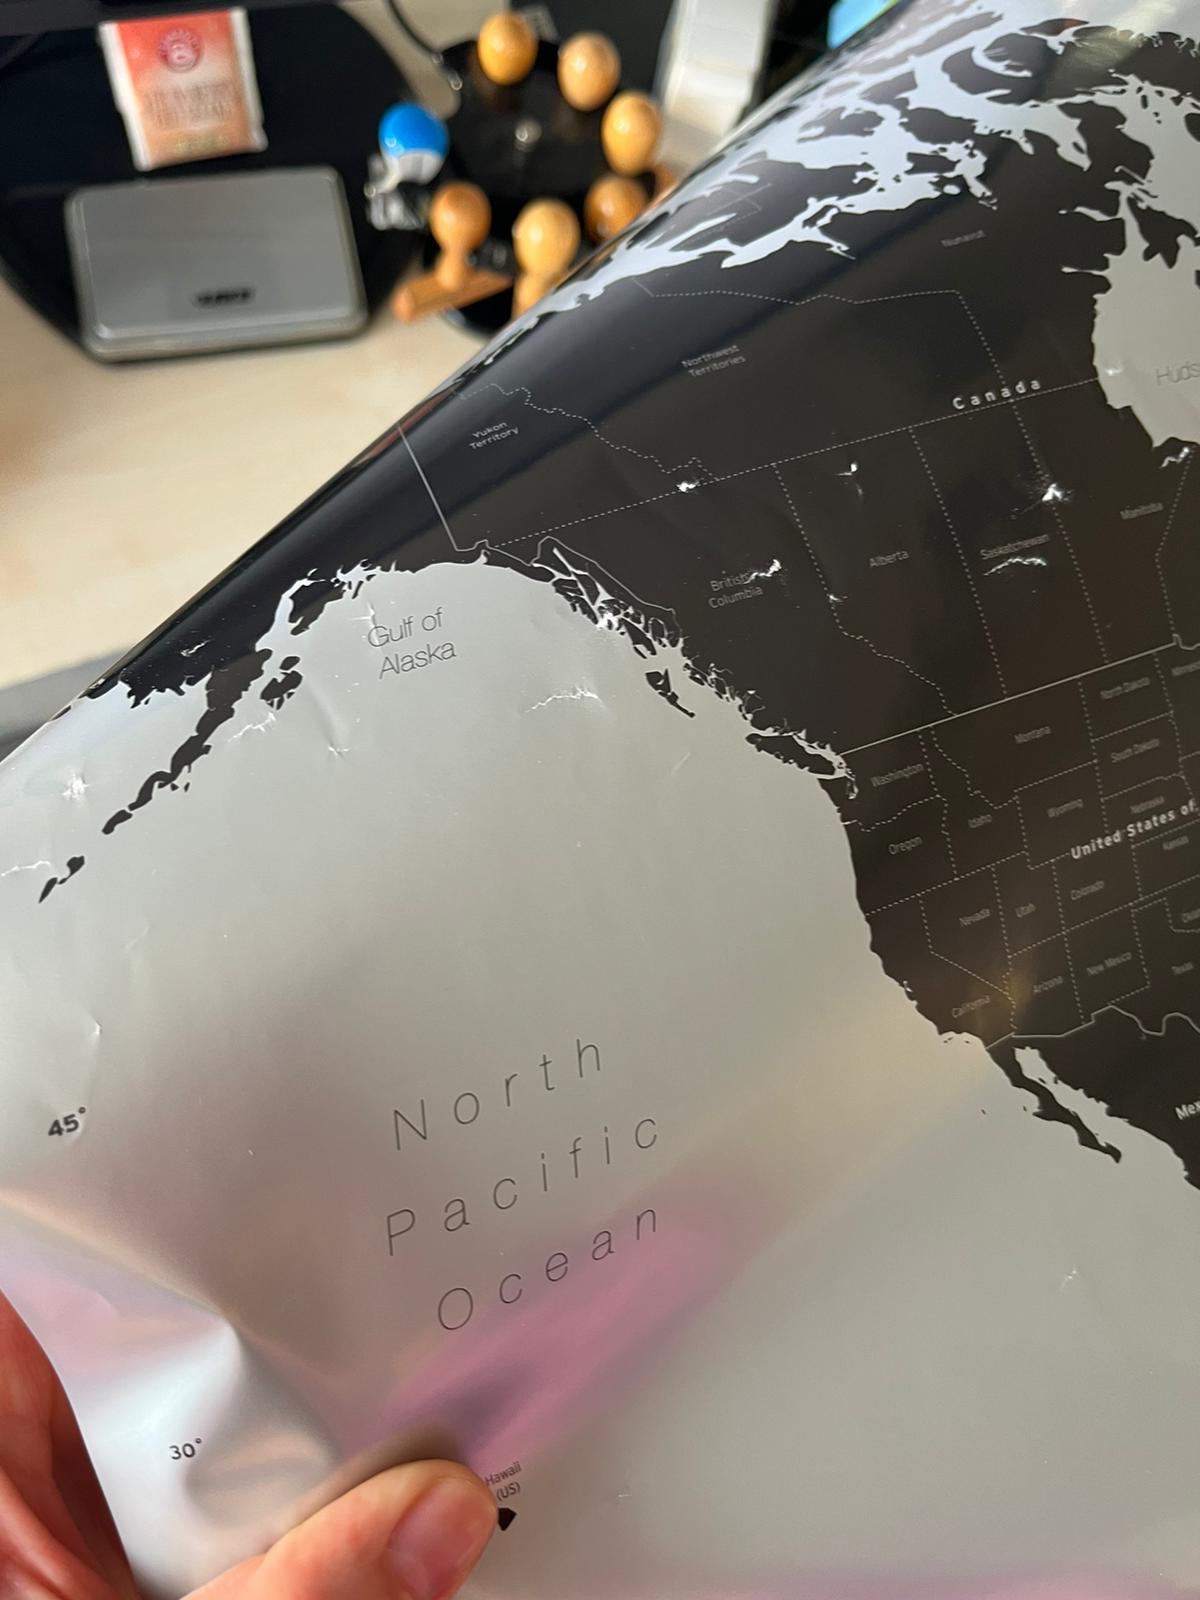 Nunavut
Northwest
Territories
Canada
Yukon
Territory
British
Columbia
Alberta
Saskatchewan
Manitoba
Gulf of
Alaska
Washington
Montana
North Dakota
South Dakota
Oregon
Idaho
Wyoming
Nebraska
United States of
Nevada
Utah
Colorado
Kansas
California
Arizona
New Mexico
Texas
North
Pacific
Ocean
45°
30°
Hawaii
(US)